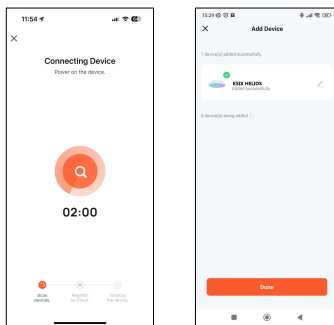 11:54
Connecting Device
Power on the device.
02:00
Scan
devices.
Register
on Cloud.
Initialize
the device.
15:29
Add Device
1 device(s) added successfully
KSIX HELIOS
Added successfully
0 device(s) being added
Done